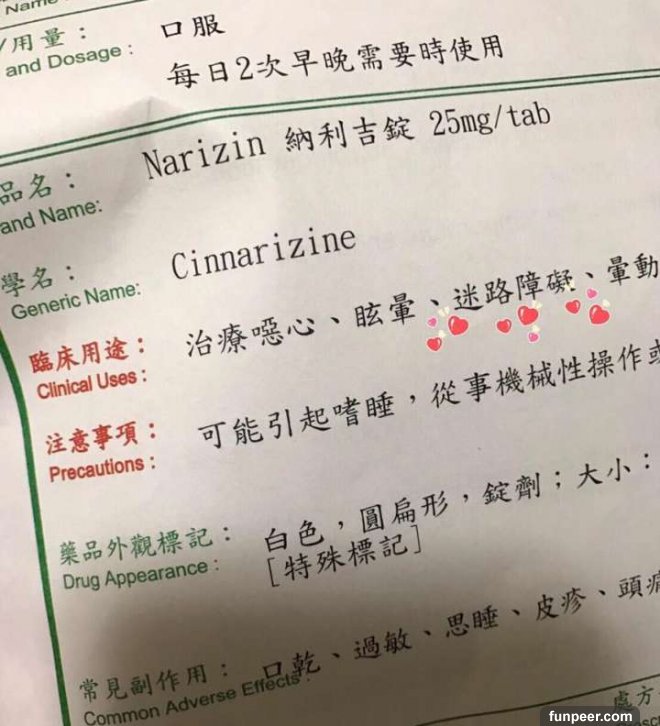 Name
/用量： 口服
and Dosage： 每日2次早晚需要時使用
品名： Narizin 納利吉錠 25mg/tab
and Name:
學名： Cinnarizine
Generic Name:
臨床用途： 治療噁心、眩暈、迷路障礙、暈動
Clinical Uses：
注意事項： 可能引起嗜睡，從事機械性操作或
Precautions：
藥品外觀標記： 白色，圓扁形，錠劑；大小：
Drug Appearance： [特殊標記]
常見副作用： 口乾、過敏、思睡、皮疹、頭痛
Common Adverse Effects：
處方
funpeer.com